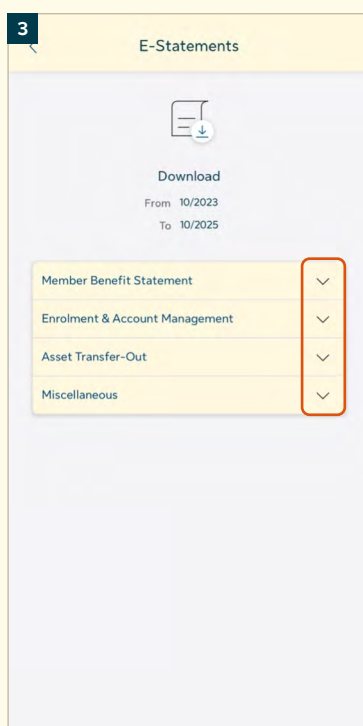 3
E-Statements
Download
From 10/2023
To 10/2025
Member Benefit Statement
Enrolment & Account Management
Asset Transfer-Out
Miscellaneous